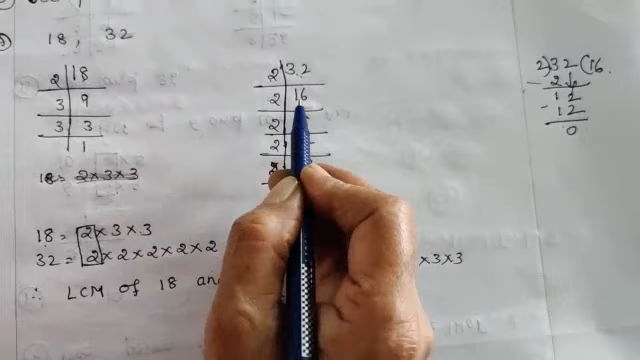 18, 32
2 | 18
3 | 9
3 | 3
1
18 = 2×3×3
2 | 32
2 | 16
2
2
2) 32 (16
- 2↓
12
- 12
0
18 = 2×3×3
32 = 2×2×2×2×2
∴ LCM of 18
×3×3